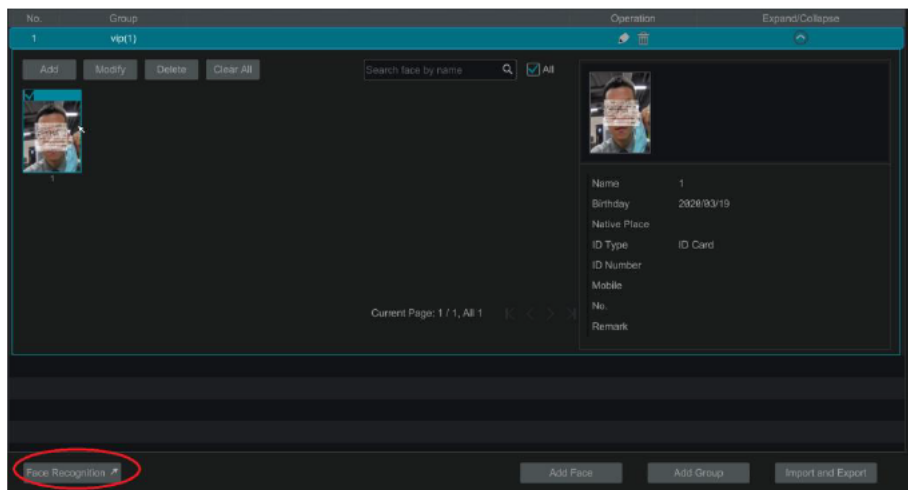 No. Group Operation Expand/Collapse
1 vip(1)
Add Modify Delete Clear All Search face by name All
1
Name 1
Birthday 2020/03/19
Native Place
ID Type ID Card
ID Number
Mobile
Current Page: 1 / 1, All 1
No.
Remark
Face Recognition Add Face Add Group Import and Export